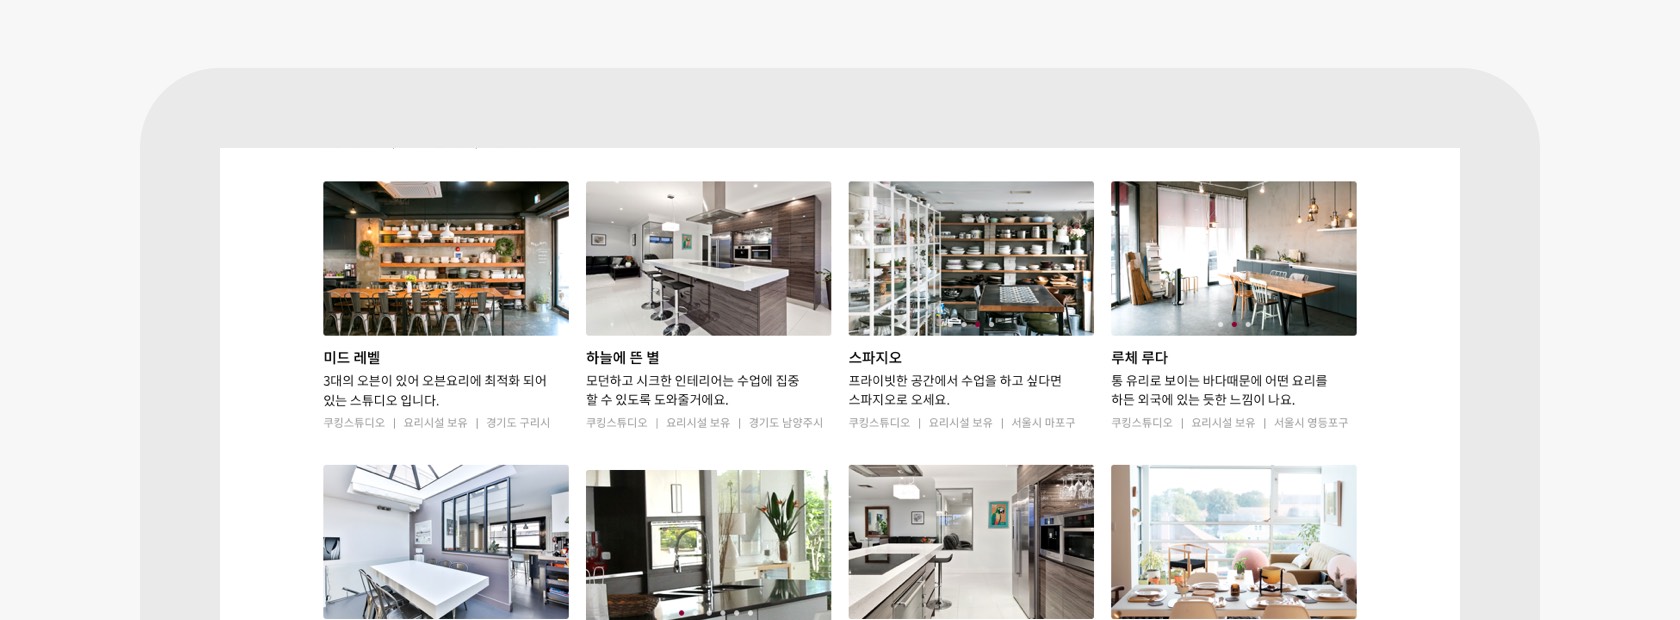 미드 레벨
3대의 오븐이 있어 오븐요리에 최적화 되어
있는 스튜디오 입니다.
쿠킹스튜디오 | 요리시설 보유 | 경기도 구리시
하늘에 뜬 별
모던하고 시크한 인테리어는 수업에 집중
할 수 있도록 도와줄거에요.
쿠킹스튜디오 | 요리시설 보유 | 경기도 남양주시
스파지오
프라이빗한 공간에서 수업을 하고 싶다면
스파지오로 오세요.
쿠킹스튜디오 | 요리시설 보유 | 서울시 마포구
루체 루다
통 유리로 보이는 바다때문에 어떤 요리를
하든 외국에 있는 듯한 느낌이 나요.
쿠킹스튜디오 | 요리시설 보유 | 서울시 영등포구